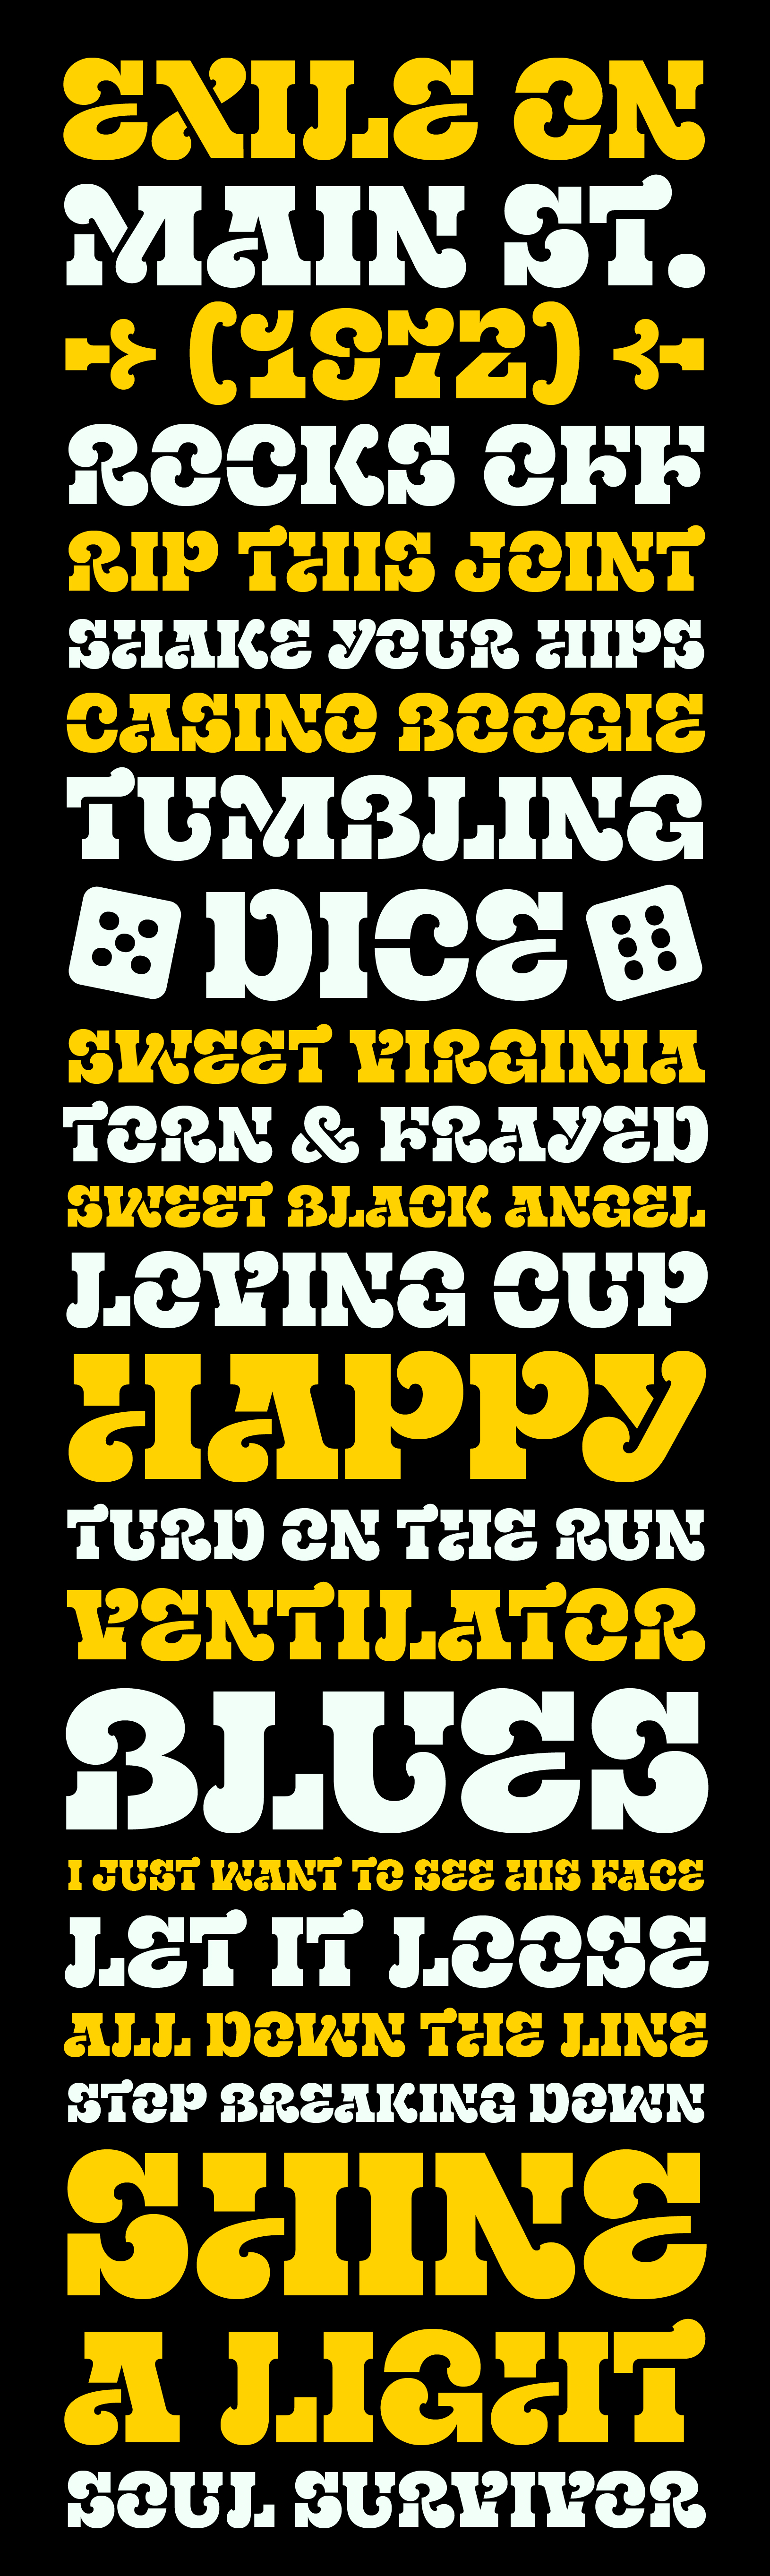 EXILE ON
MAIN ST.
(1972)
ROCKS OFF
RIP THIS JOINT
SHAKE YOUR HIPS
CASINO BOOGIE
TUMBLING
DICE
SWEET VIRGINIA
TORN & FRAYED
SWEET BLACK ANGEL
LOVING CUP
HAPPY
TURD ON THE RUN
VENTILATOR
BLUES
I JUST WANT TO SEE HIS FACE
LET IT LOOSE
ALL DOWN THE LINE
STOP BREAKING DOWN
SHINE
A LIGHT
SOUL SURVIVOR